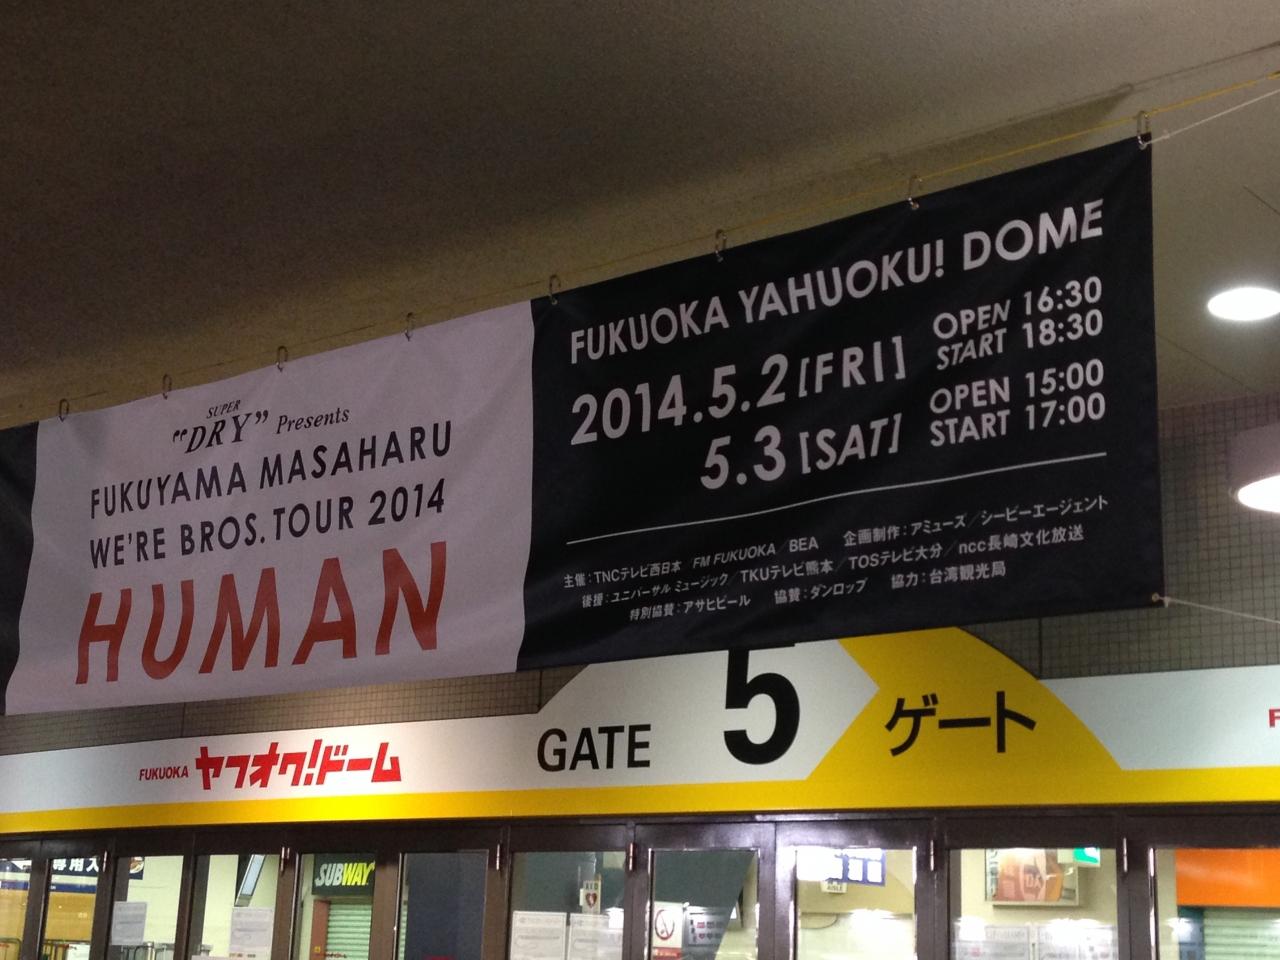 SUPER
"DRY" Presents
FUKUYAMA MASAHARU
WE'RE BROS. TOUR 2014
HUMAN
FUKUOKA YAHUOKU! DOME
2014.5.2 [FRI] OPEN 16:30
START 18:30
5.3 [SAT] OPEN 15:00
START 17:00
主催：TNCテレビ西日本／FM FUKUOKA／BEA 企画制作：アミューズ／シーピーエージェント
後援：ユニバーサル ミュージック／TKUテレビ熊本／TOSテレビ大分／ncc長崎文化放送
特別協賛：アサヒビール 協賛：ダンロップ 協力：台湾観光局
GATE 5 ゲート
FUKUOKA ヤフオク!ドーム
SUBWAY
AED